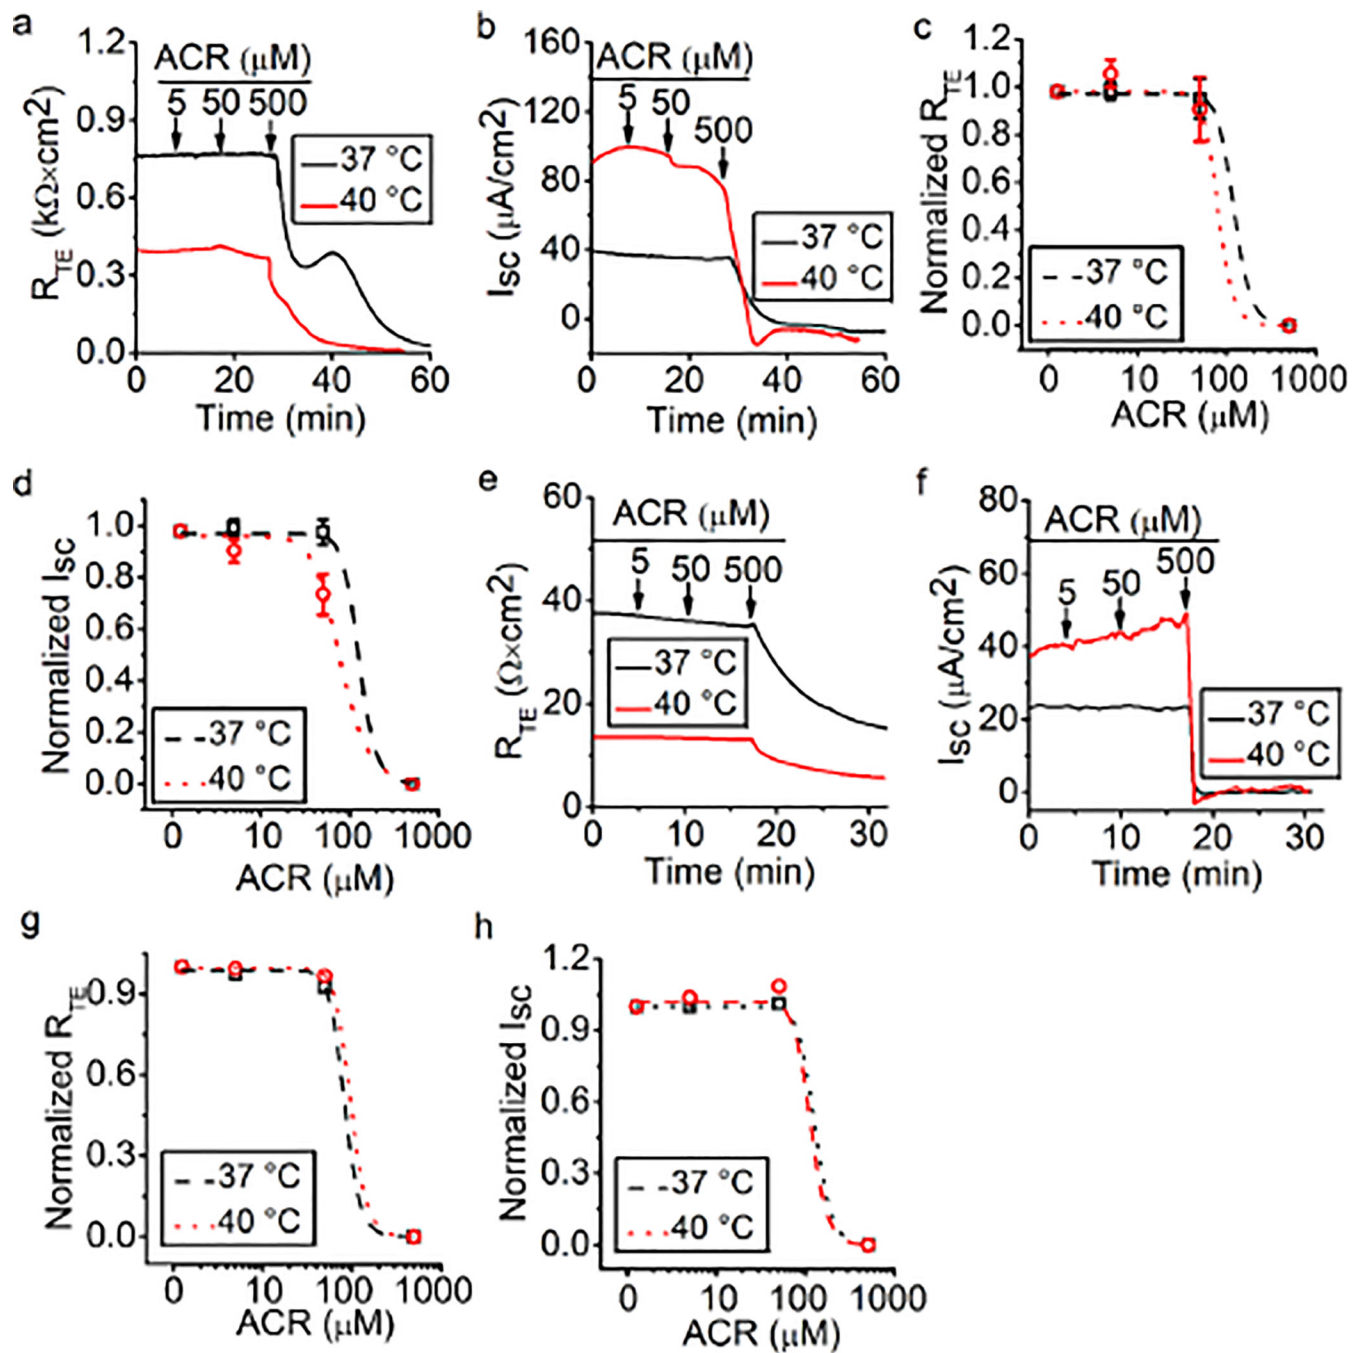 a
1.2
0.9
0.6
0.3
0.0
R_TE (kΩ×cm2)
ACR (μM)
5 50 500
37 °C
40 °C
0 20 40 60
Time (min)
b
160
120
80
40
0
Isc (μA/cm2)
ACR (μM)
5 50
500
37 °C
40 °C
0 20 40 60
Time (min)
c
1.2
1.0
0.8
0.6
0.4
0.2
0.0
Normalized R_TE
37 °C
40 °C
0 10 100 1000
ACR (μM)
d
1.0
0.8
0.6
0.4
0.2
0.0
Normalized Isc
37 °C
40 °C
0 10 100 1000
ACR (μM)
e
60
40
20
0
R_TE (Ω×cm2)
ACR (μM)
5 50 500
37 °C
40 °C
0 10 20 30
Time (min)
f
80
60
40
20
0
Isc (μA/cm2)
ACR (μM)
5 50 500
37 °C
40 °C
0 10 20 30
Time (min)
g
0.9
0.6
0.3
0.0
Normalized R_TE
37 °C
40 °C
0 10 100 1000
ACR (μM)
h
1.2
0.9
0.6
0.3
0.0
Normalized Isc
37 °C
40 °C
0 10 100 1000
ACR (μM)